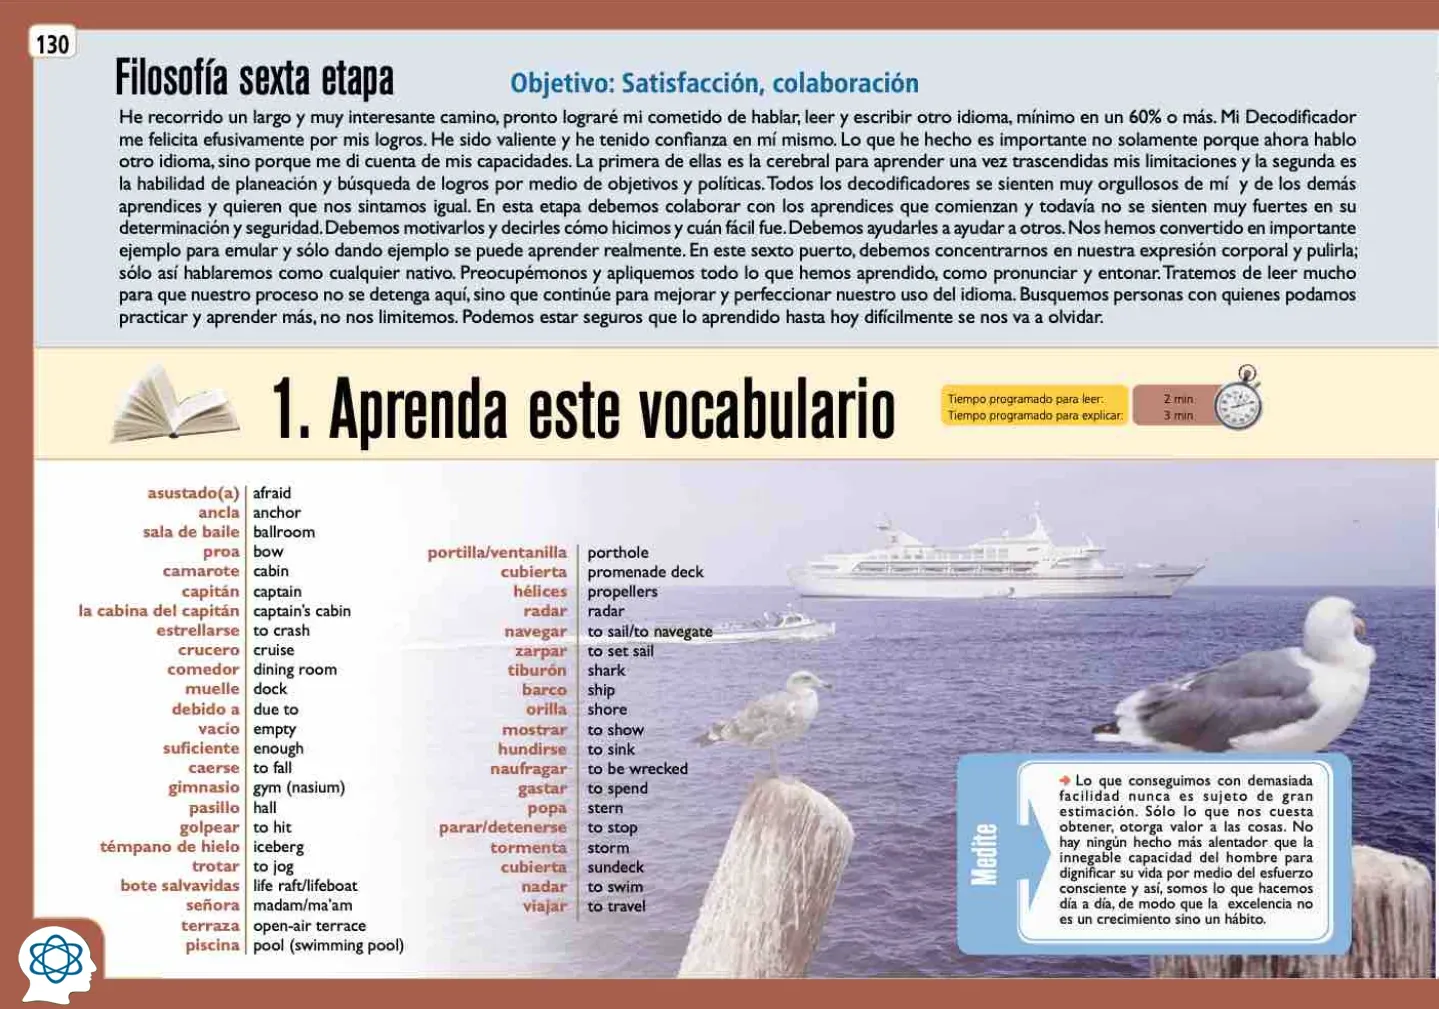 130
Filosofía sexta etapa
Objetivo: Satisfacción, colaboración
He recorrido un largo y muy interesante camino, pronto lograré mi cometido de hablar, leer y escribir otro idioma, mínimo en un 60% o más. Mi Decodificador
me felicita efusivamente por mis logros. He sido valiente y he tenido confianza en mí mismo. Lo que he hecho es importante no solamente porque ahora hablo
otro idioma, sino porque me di cuenta de mis capacidades. La primera de ellas es la cerebral para aprender una vez trascendidas mis limitaciones y la segunda es
la habilidad de planeación y búsqueda de logros por medio de objetivos y políticas. Todos los decodificadores se sienten muy orgullosos de mí y de los demás
aprendices y quieren que nos sintamos igual. En esta etapa debemos colaborar con los aprendices que comienzan y todavía no se sienten muy fuertes en su
determinación y seguridad. Debemos motivarlos y decirles cómo hicimos y cuán fácil fue. Debemos ayudarles a ayudar a otros. Nos hemos convertido en importante
ejemplo para emular y sólo dando ejemplo se puede aprender realmente. En este sexto puerto, debemos concentrarnos en nuestra expresión corporal y pulirla;
sólo así hablaremos como cualquier nativo. Preocupémonos y apliquemos todo lo que hemos aprendido, como pronunciar y entonar. Tratemos de leer mucho
para que nuestro proceso no se detenga aquí, sino que continúe para mejorar y perfeccionar nuestro uso del idioma. Busquemos personas con quienes podamos
practicar y aprender más, no nos limitemos. Podemos estar seguros que lo aprendido hasta hoy difícilmente se nos va a olvidar.
1. Aprenda este vocabulario
Tiempo programado para leer: 2 min
Tiempo programado para explicar: 3 min
asustado(a) afraid
ancla anchor
sala de baile ballroom
proa bow
camarote cabin
capitán captain
la cabina del capitán captain's cabin
estrellarse to crash
crucero cruise
comedor dining room
muelle dock
debido a due to
vacio empty
suficiente enough
caerse to fall
gimnasio gym (nasium)
pasillo hall
golpear to hit
témpano de hielo iceberg
trotar to jog
bote salvavidas life raft/lifeboat
señora madam/ma'am
terraza open-air terrace
piscina pool (swimming pool)
portilla/ventanilla porthole
cubierta promenade deck
hélices propellers
radar radar
navegar to sail/to navegate
zarpar to set sail
tiburón shark
barco ship
orilla shore
mostrar to show
hundirse to sink
naufragar to be wrecked
gastar to spend
popa stern
parar/detenerse to stop
tormenta storm
cubierta sundeck
nadar to swim
viajar to travel
Medite
Lo que conseguimos con demasiada
facilidad nunca es sujeto de gran
estimación. Sólo lo que nos cuesta
obtener, otorga valor a las cosas. No
hay ningún hecho más alentador que la
innegable capacidad del hombre para
dignificar su vida por medio del esfuerzo
consciente y así, somos lo que hacemos
día a día, de modo que la excelencia no
es un crecimiento sino un hábito.